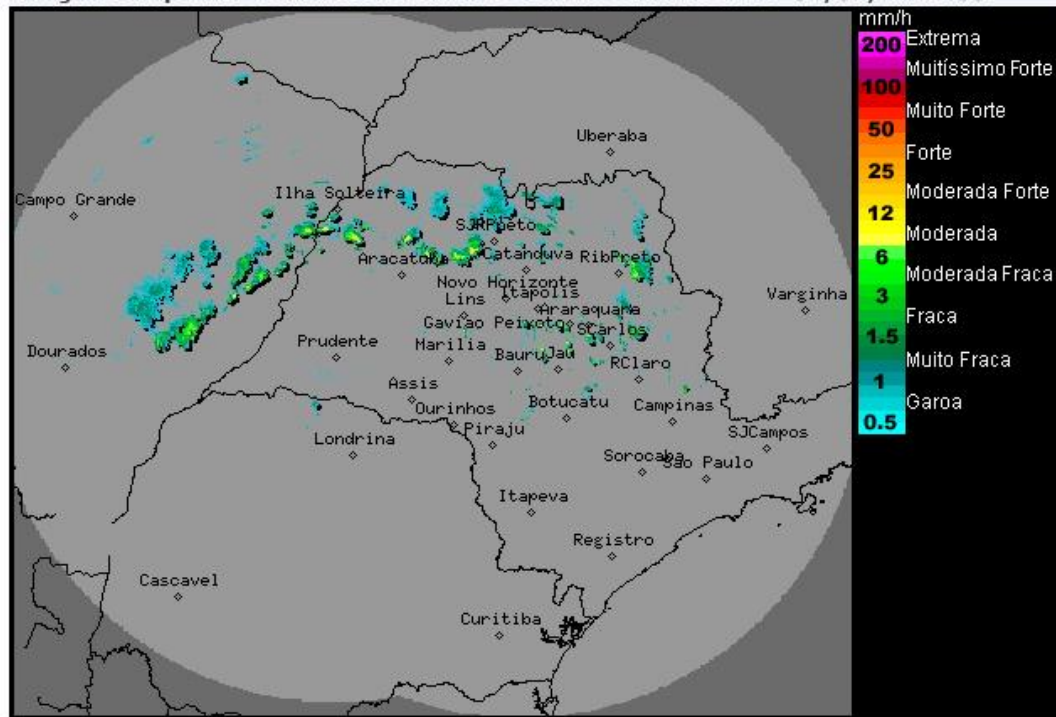 mm/h
200 Extrema
Muitíssimo Forte
100
Muito Forte
50
Forte
25
Moderada Forte
12
Moderada
6
Moderada Fraca
3
Fraca
1.5
Muito Fraca
1
Garoa
0.5
Uberaba
Campo Grande
Ilha Solteira
SJRPreto
Catanduva
RibPreto
Aracatuba
Novo Horizonte
Itapolis
Varginha
Lins
Araraquara
Gaviao Peixoto
SCarlos
Dourados
Prudente
Marilia
Bauru
Jau
RClaro
Assis
Ourinhos
Botucatu
Campinas
Londrina
Piraju
SJCampos
Sorocaba
Sao Paulo
Itapeva
Registro
Cascavel
Curitiba